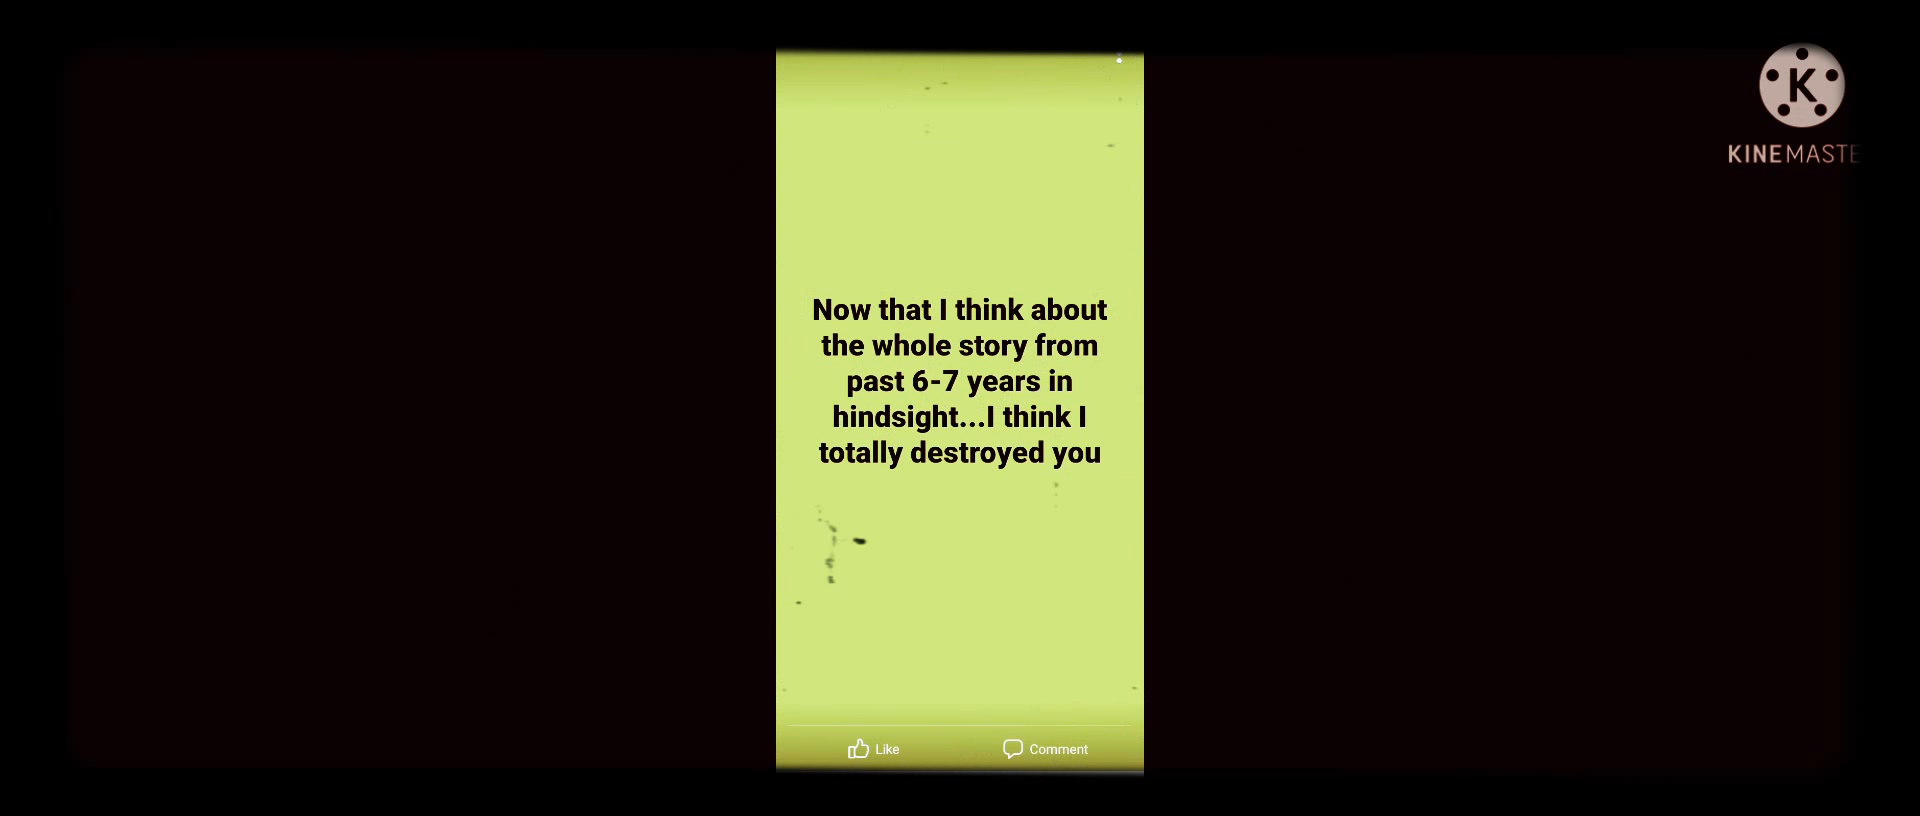 K
KINEMASTE
Now that I think about
the whole story from
past 6-7 years in
hindsight...I think I
totally destroyed you
Like
Comment